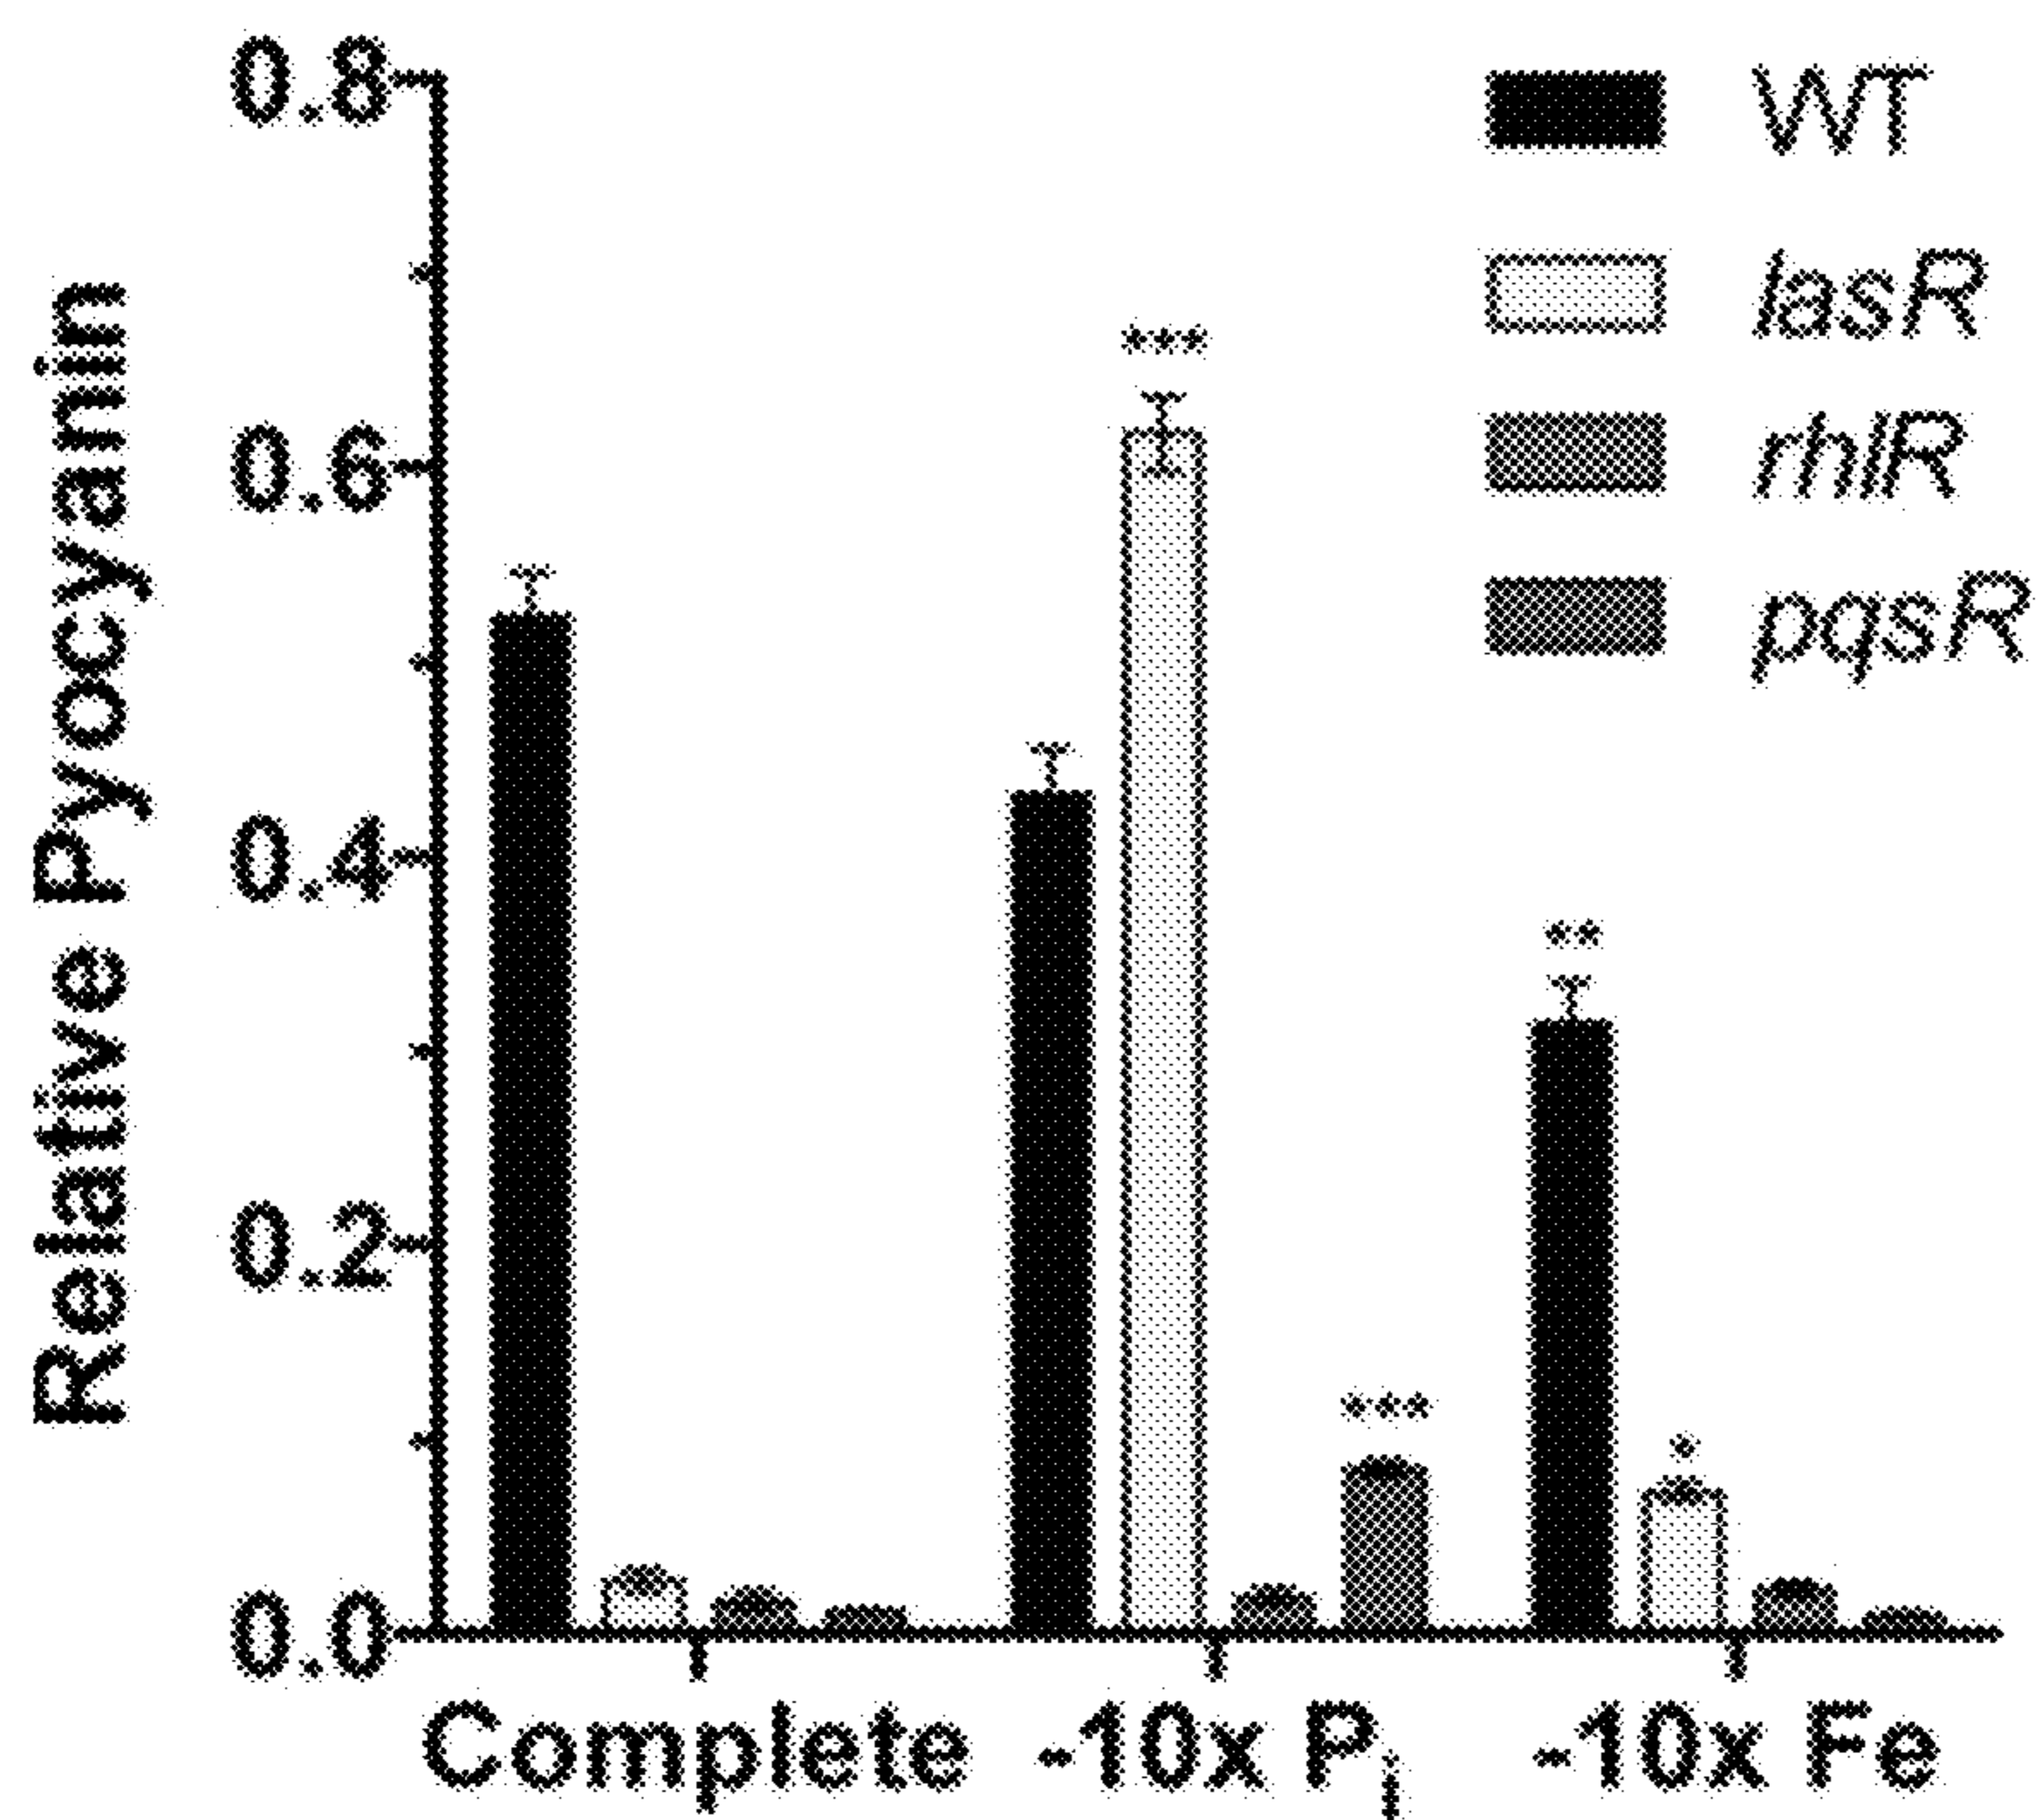 Relative Pyocyanin
0.8
0.6
0.4
0.2
0.0
WT
lasR
rhlR
pqsR
***
***
**
*
Complete -10x Pi -10x Fe